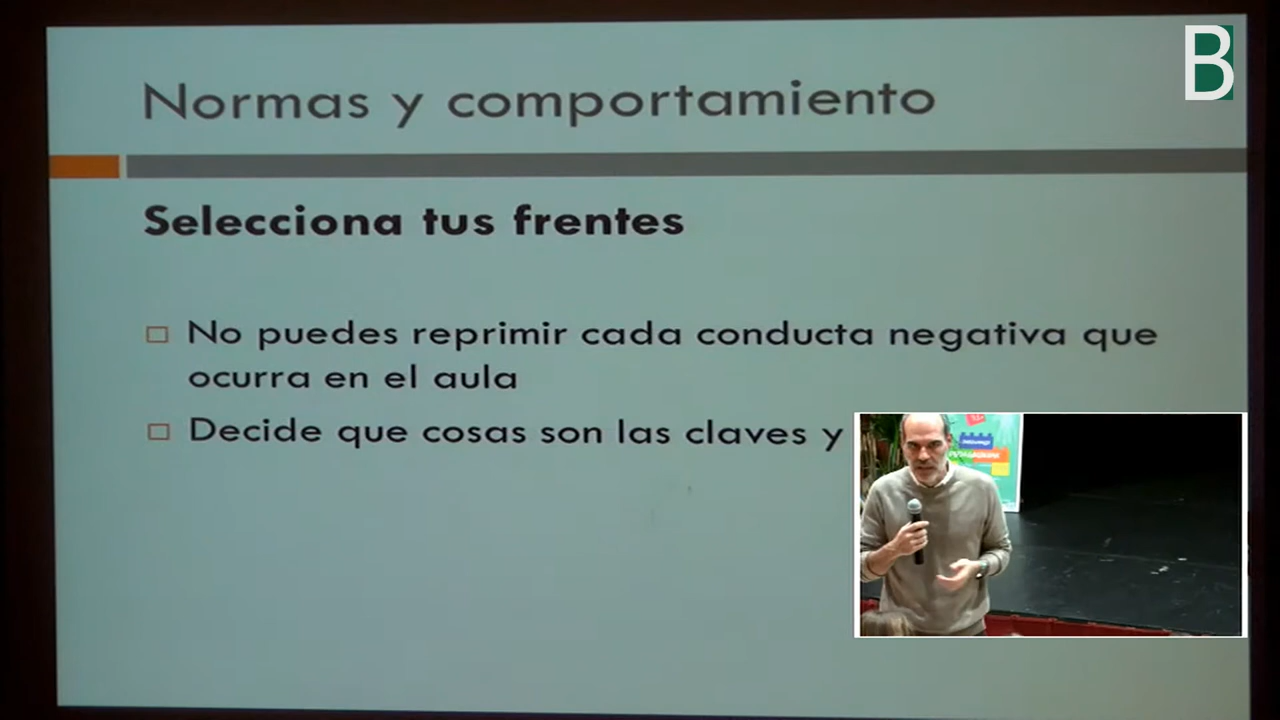 B
Normas y comportamiento
Selecciona tus frentes
No puedes reprimir cada conducta negativa que
ocurra en el aula
Decide que cosas son las claves y